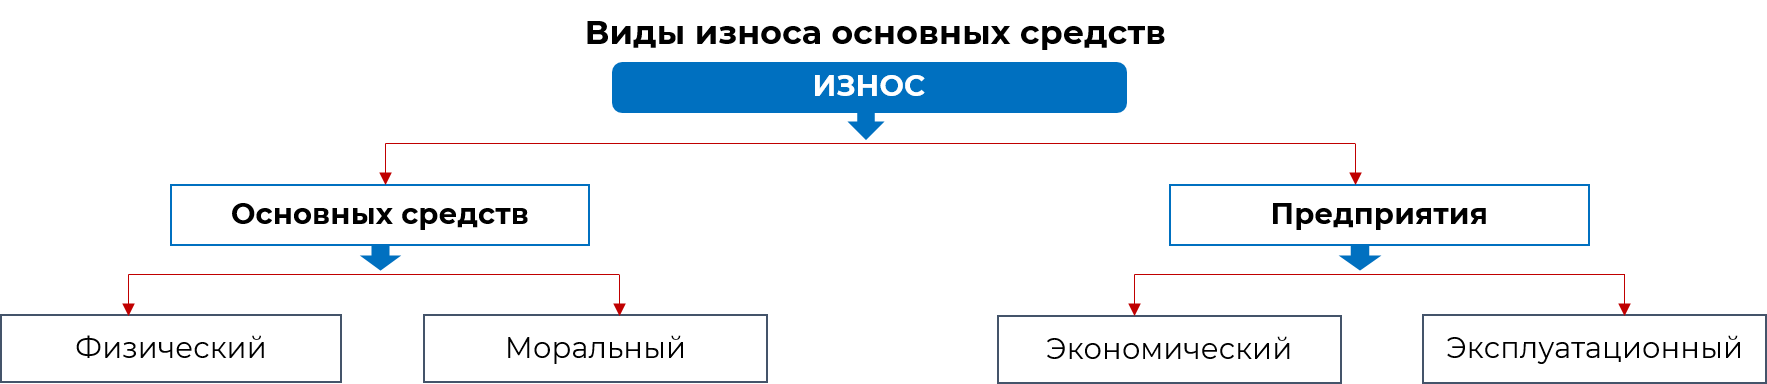 Виды износа основных средств
ИЗНОС
Основных средств
Предприятия
Физический
Моральный
Экономический
Эксплуатационный